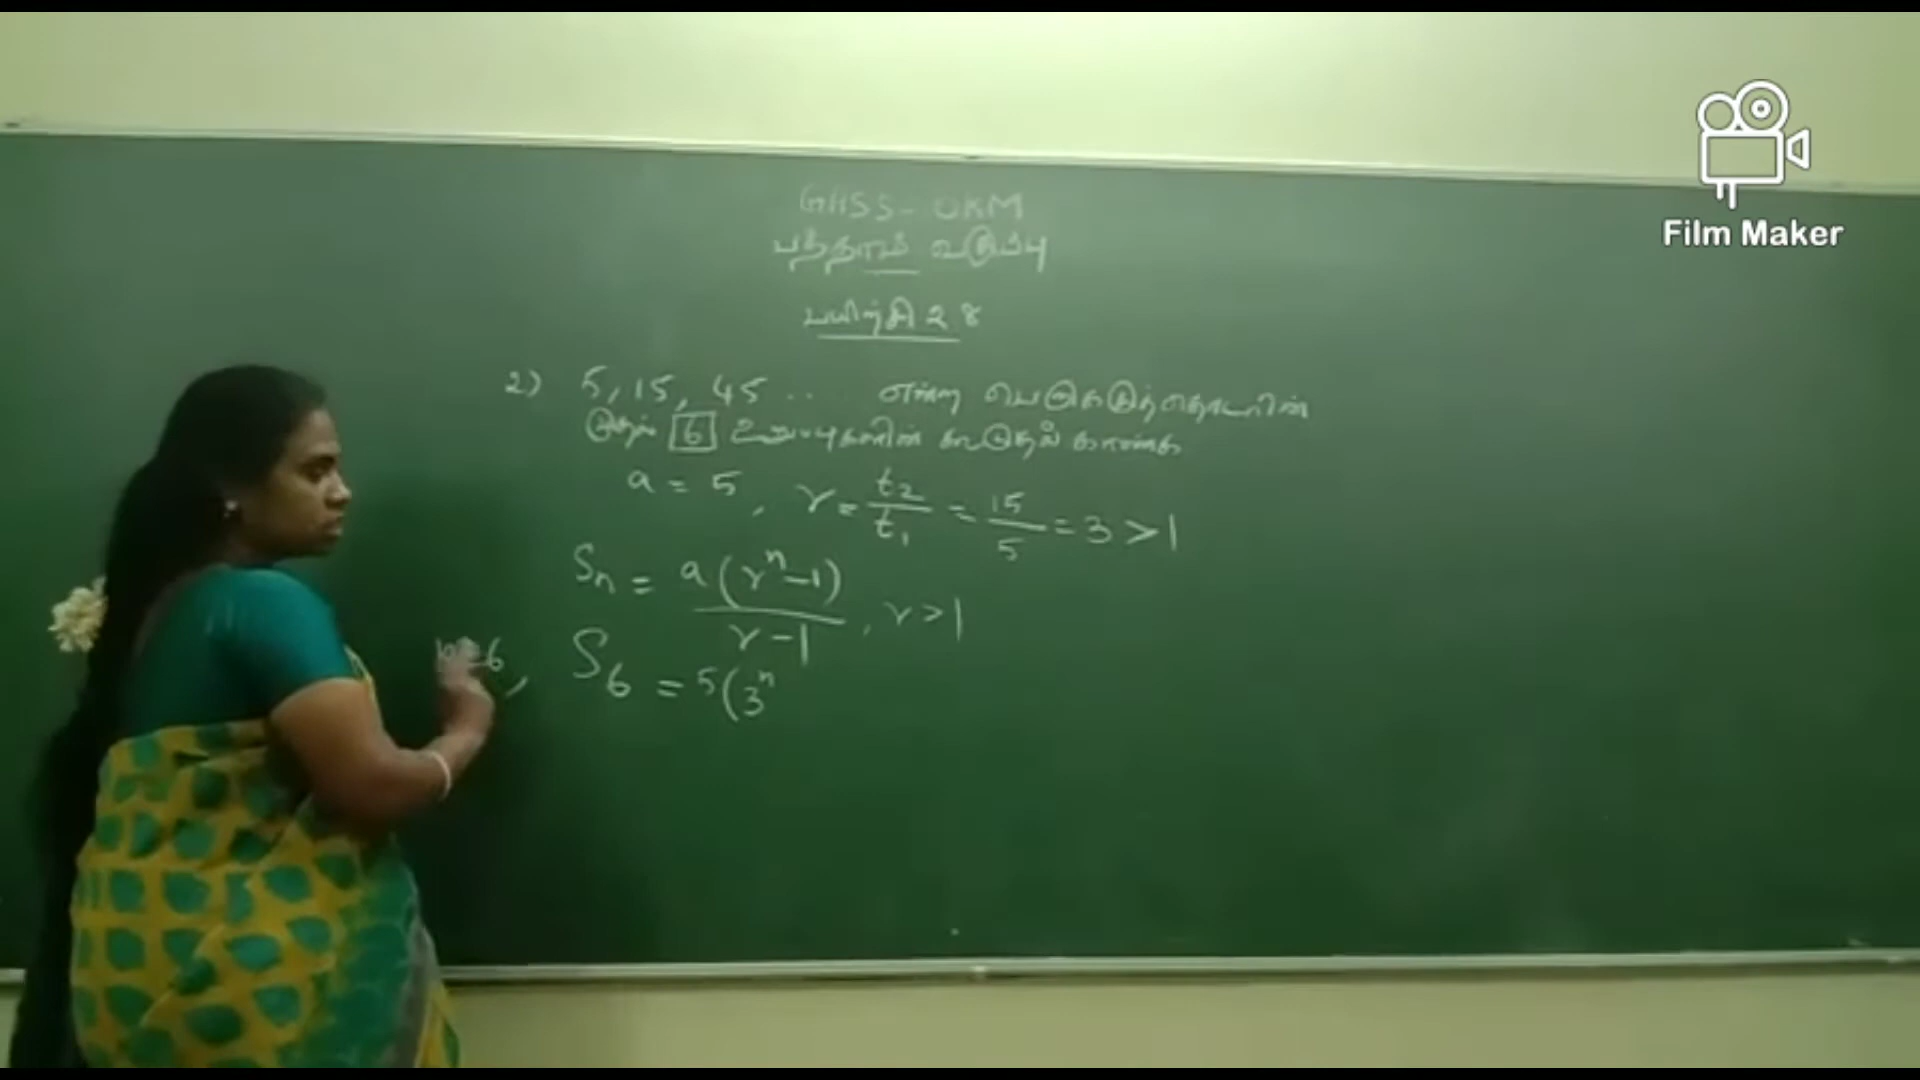 GHSS - OKM
பத்தாம் வகுப்பு
பயிற்சி 2.8
2) 5, 15, 45 ... என்ற பெருக்குத்தொடரின்
முதல் 6 உறுப்புகளின் கூடுதல் காண்க
a = 5, r = t₂/t₁ = 15/5 = 3 > 1
Sₙ = a(rⁿ-1)/r-1, r > 1
n=6, S₆ = 5(3ⁿ
Film Maker